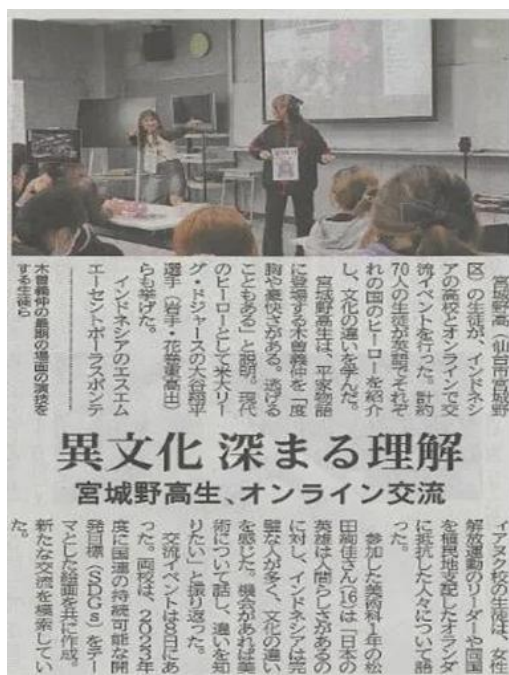 異文化 深まる理解
宮城野高生、オンライン交流
宮城野高(仙台市宮城野
区)の生徒が、インドネシ
アの高校とオンラインで交
流イベントを行った。計約
70人の生徒が英語でそれぞ
れの国のヒーローを紹介
し、文化の違いを学んだ。
宮城野高生は、平家物語
に登場する木曽義仲を「度
胸や豪快さがある。逃げる
こともある」と説明。現代
のヒーローとして米大リー
グ・ドジャースの大谷翔平
選手(岩手・花巻東高出)
らも挙げた。
インドネシアのエスエム
エーセントポーラスポンテ
ィアヌク校の生徒は、女性
解放運動のリーダーや同国
を植民地支配したオランダ
に抵抗した人々について語
った。
参加した美術科1年の松
田絢佳さん(16)は「日本の
英雄は人間らしさがあるの
に対し、インドネシアは完
璧な人が多く、文化の違い
を感じた。機会があれば美
術について話し、違いを知
りたい」と振り返った。
交流イベントは8日にあ
った。両校は、2023年
度に国連の持続可能な開
発目標(SDGs)をテー
マとした絵画を共に作成。
新たな交流を模索してい
た。
木曽義仲の最期の場面の演技を
する生徒ら